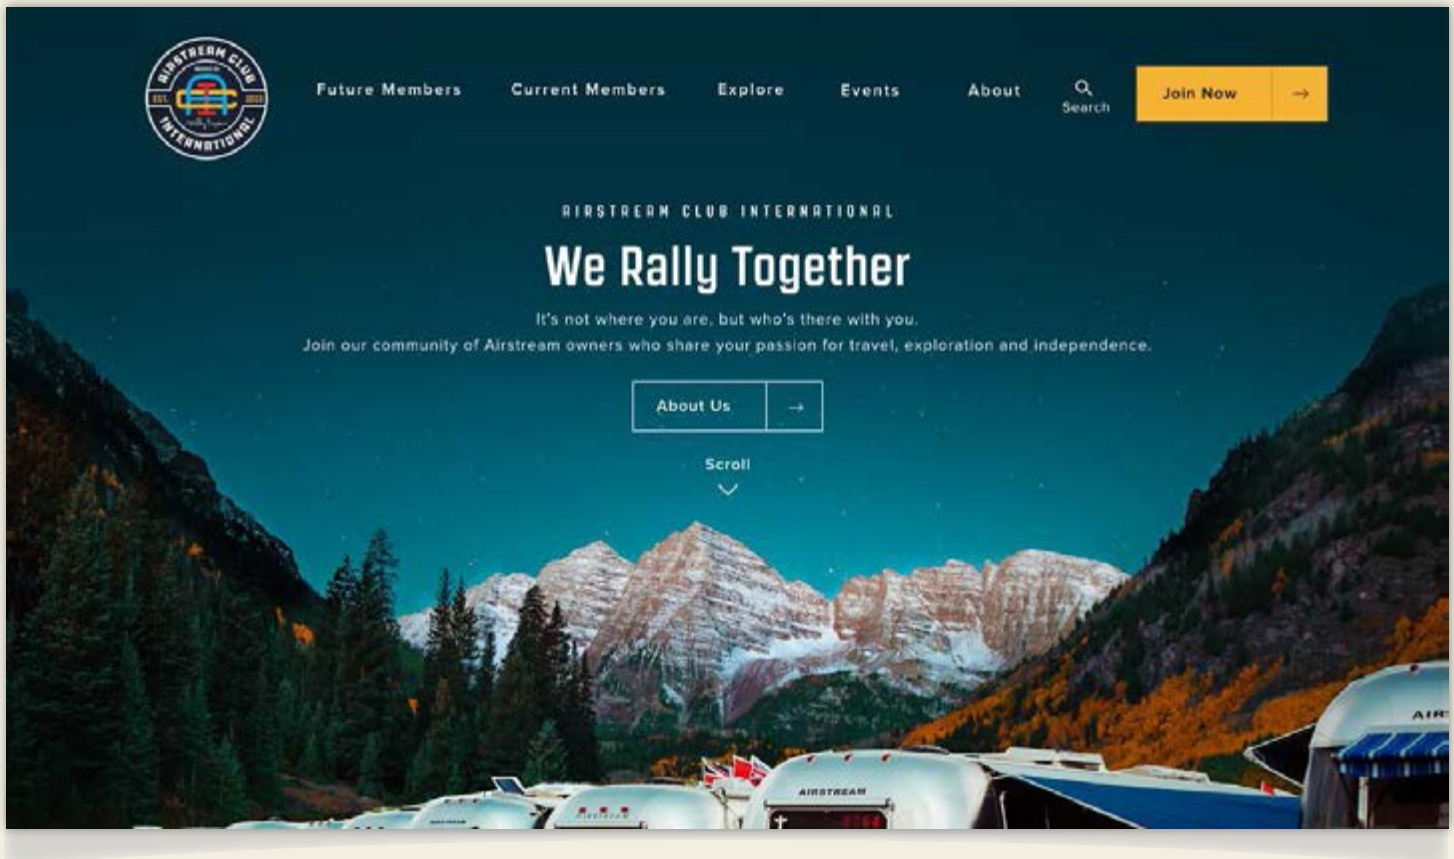 AIRSTREAM CLUB
EST.
INTERNATIONAL
Future Members
Current Members
Explore
Events
About
Search
Join Now
AIRSTREAM CLUB INTERNATIONAL
We Rally Together
It's not where you are, but who's there with you.
Join our community of Airstream owners who share your passion for travel, exploration and independence.
About Us
Scroll
AIRSTREAM
AIRSTREAM
AIR